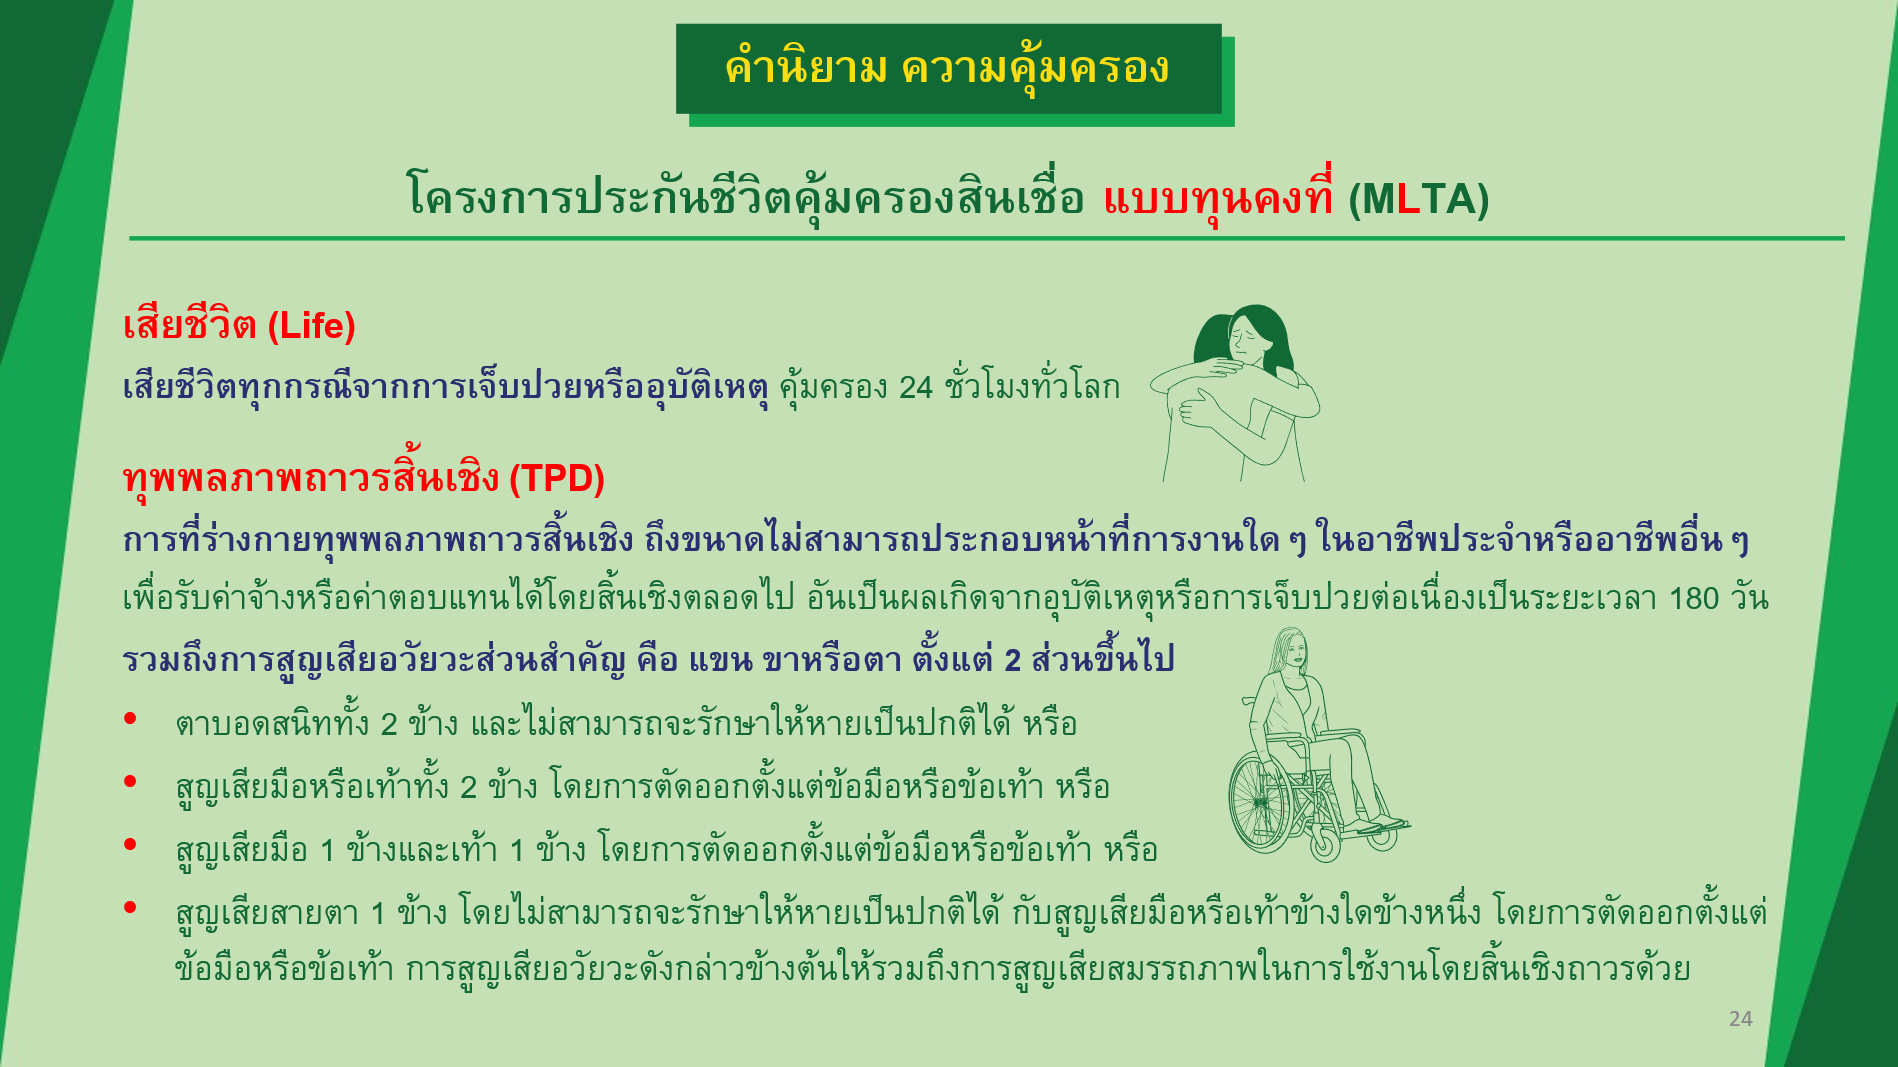 คำนิยาม ความคุ้มครอง
โครงการประกันชีวิตคุ้มครองสินเชื่อ แบบทุนคงที่ (MLTA)
เสียชีวิต (Life)
เสียชีวิตทุกกรณีจากการเจ็บป่วยหรืออุบัติเหตุ คุ้มครอง 24 ชั่วโมงทั่วโลก
ทุพพลภาพถาวรสิ้นเชิง (TPD)
การที่ร่างกายทุพพลภาพถาวรสิ้นเชิง ถึงขนาดไม่สามารถประกอบหน้าที่การงานใด ๆ ในอาชีพประจำหรืออาชีพอื่น ๆ
เพื่อรับค่าจ้างหรือค่าตอบแทนได้โดยสิ้นเชิงตลอดไป อันเป็นผลเกิดจากอุบัติเหตุหรือการเจ็บป่วยต่อเนื่องเป็นระยะเวลา 180 วัน
รวมถึงการสูญเสียอวัยวะส่วนสำคัญ คือ แขน ขาหรือตา ตั้งแต่ 2 ส่วนขึ้นไป
• ตาบอดสนิททั้ง 2 ข้าง และไม่สามารถจะรักษาให้หายเป็นปกติได้ หรือ
• สูญเสียมือหรือเท้าทั้ง 2 ข้าง โดยการตัดออกตั้งแต่ข้อมือหรือข้อเท้า หรือ
• สูญเสียมือ 1 ข้างและเท้า 1 ข้าง โดยการตัดออกตั้งแต่ข้อมือหรือข้อเท้า หรือ
• สูญเสียสายตา 1 ข้าง โดยไม่สามารถจะรักษาให้หายเป็นปกติได้ กับสูญเสียมือหรือเท้าข้างใดข้างหนึ่ง โดยการตัดออกตั้งแต่
ข้อมือหรือข้อเท้า การสูญเสียอวัยวะดังกล่าวข้างต้นให้รวมถึงการสูญเสียสมรรถภาพในการใช้งานโดยสิ้นเชิงถาวรด้วย
24